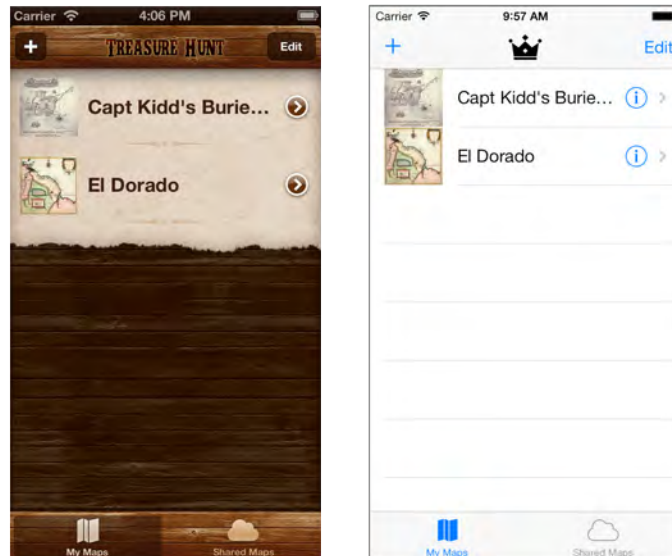 Carrier 4:06 PM
TREASURE HUNT Edit
Capt Kidd's Burie...
El Dorado
My Maps Shared Maps
Carrier 9:57 AM
Edit
Capt Kidd's Burie...
El Dorado
My Maps Shared Maps